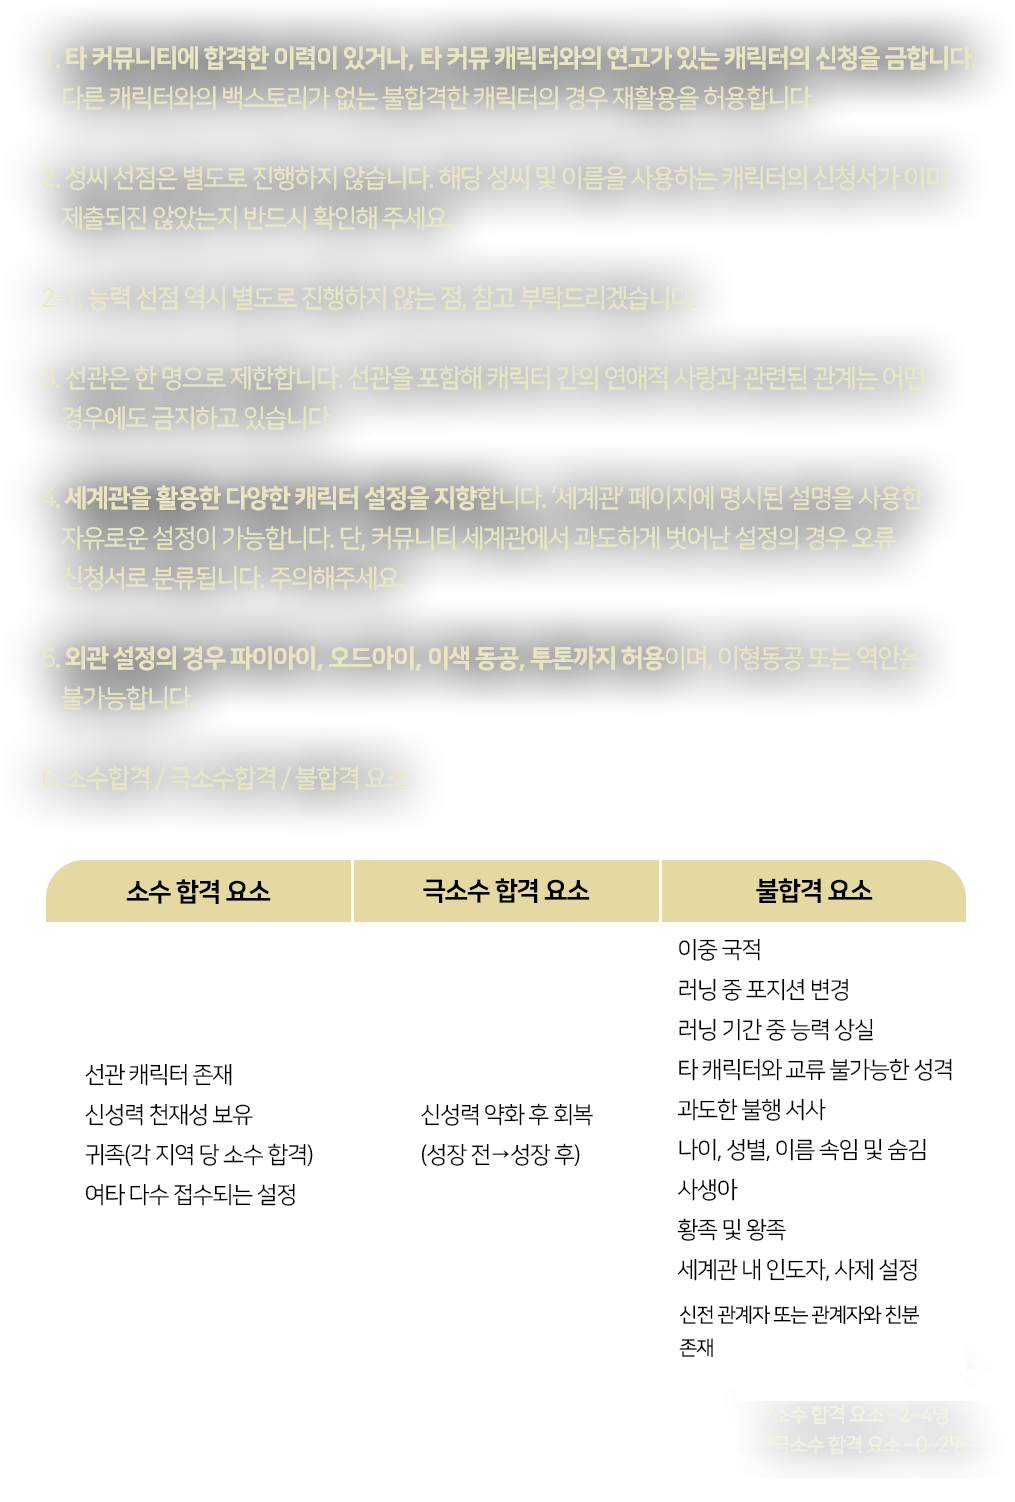 1. 타 커뮤니티에 합격한 이력이 있거나, 타 커뮤 캐릭터와의 연고가 있는 캐릭터의 신청을 금합니다.
다른 캐릭터와의 백스토리가 없는 불합격한 캐릭터의 경우 재활용을 허용합니다.
2. 성씨 선점은 별도로 진행하지 않습니다. 해당 성씨 및 이름을 사용하는 캐릭터의 신청서가 이미
제출되진 않았는지 반드시 확인해 주세요.
2-1. 능력 선점 역시 별도로 진행하지 않는 점, 참고 부탁드리겠습니다.
3. 선관은 한 명으로 제한합니다. 선관을 포함해 캐릭터 간의 연애적 사랑과 관련된 관계는 어떤
경우에도 금지하고 있습니다.
4. 세계관을 활용한 다양한 캐릭터 설정을 지향합니다. ‘세계관’ 페이지에 명시된 설명을 사용한
자유로운 설정이 가능합니다. 단, 커뮤니티 세계관에서 과도하게 벗어난 설정의 경우 오류
신청서로 분류됩니다. 주의해주세요.
5. 외관 설정의 경우 파이아이, 오드아이, 이색 동공, 투톤까지 허용이며, 이형동공 또는 역안은
불가능합니다.
6. 소수합격 / 극소수합격 / 불합격 요소
소수 합격 요소
선관 캐릭터 존재
신성력 천재성 보유
귀족(각 지역 당 소수 합격)
여타 다수 접수되는 설정
극소수 합격 요소
신성력 약화 후 회복
(성장 전→성장 후)
불합격 요소
이중 국적
러닝 중 포지션 변경
러닝 기간 중 능력 상실
타 캐릭터와 교류 불가능한 성격
과도한 불행 서사
나이, 성별, 이름 속임 및 숨김
사생아
황족 및 왕족
세계관 내 인도자, 사제 설정
신전 관계자 또는 관계자와 친분
존재
*소수 합격 요소 - 2~4명
*극소수 합격 요소 - 0~2명